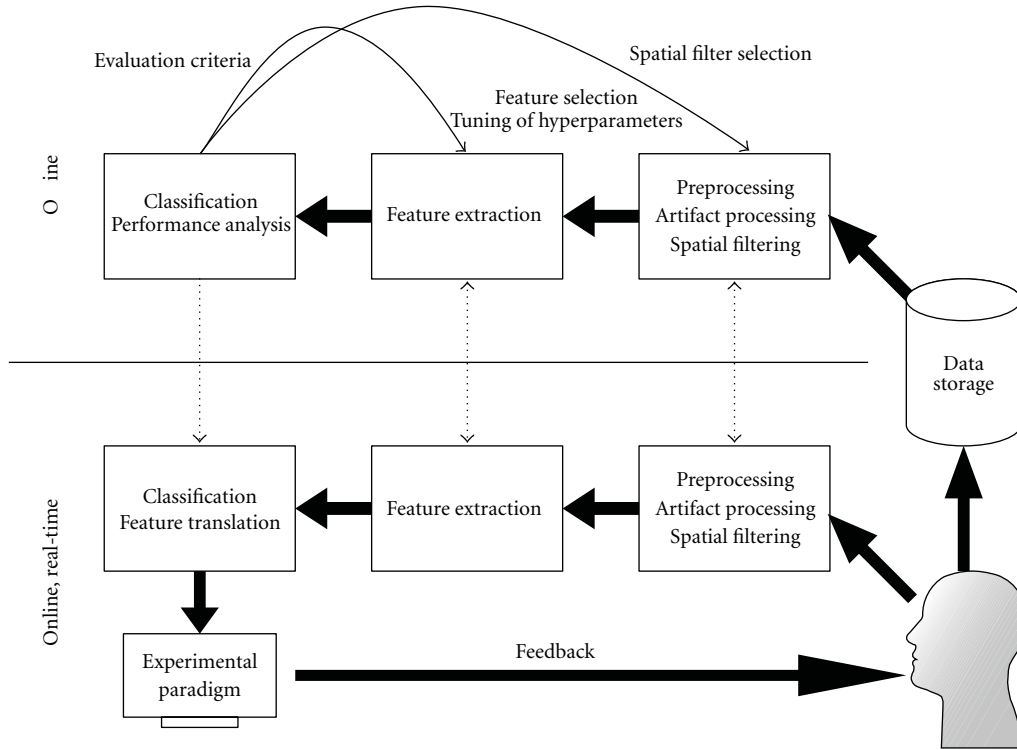 Evaluation criteria
Spatial filter selection
Feature selection
Tuning of hyperparameters
O ine
Classification
Performance analysis
Feature extraction
Preprocessing
Artifact processing
Spatial filtering
Data
storage
Online, real-time
Classification
Feature translation
Feature extraction
Preprocessing
Artifact processing
Spatial filtering
Experimental
paradigm
Feedback